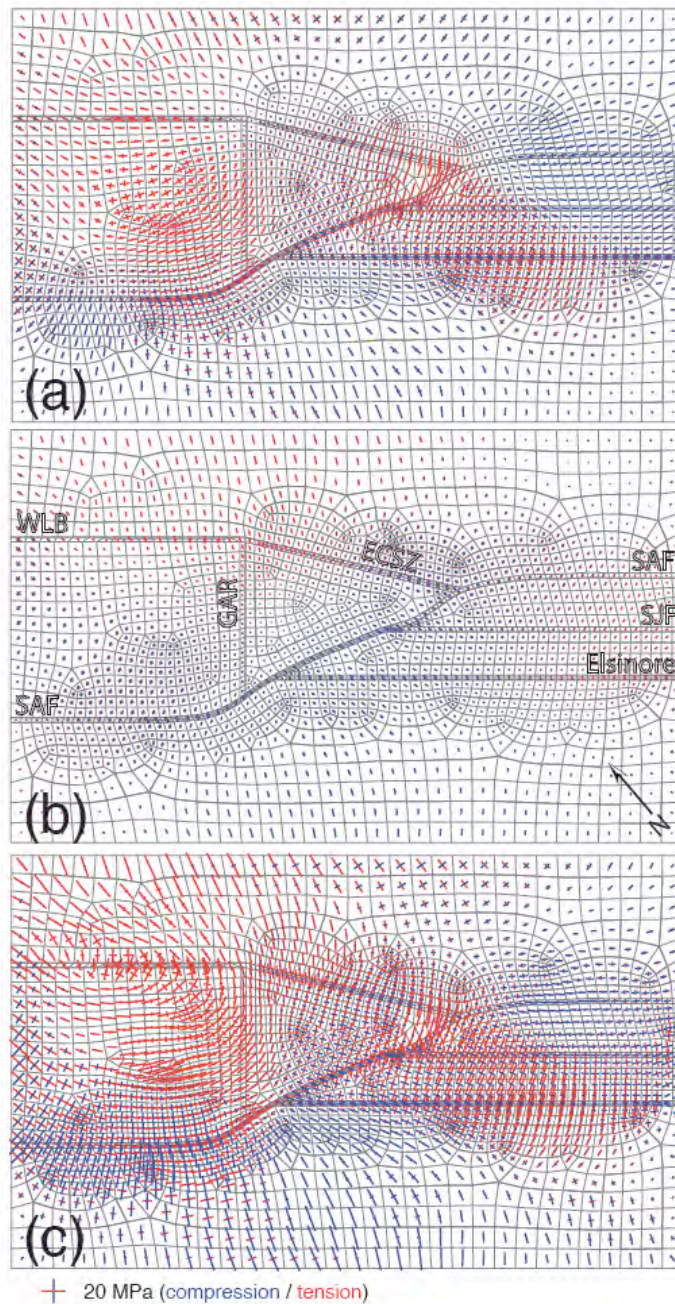 (a)
WLB
ECSZ
SAF
GAR
SJF
Elsinore
SAF
N
(b)
(c)
20 MPa (compression / tension)